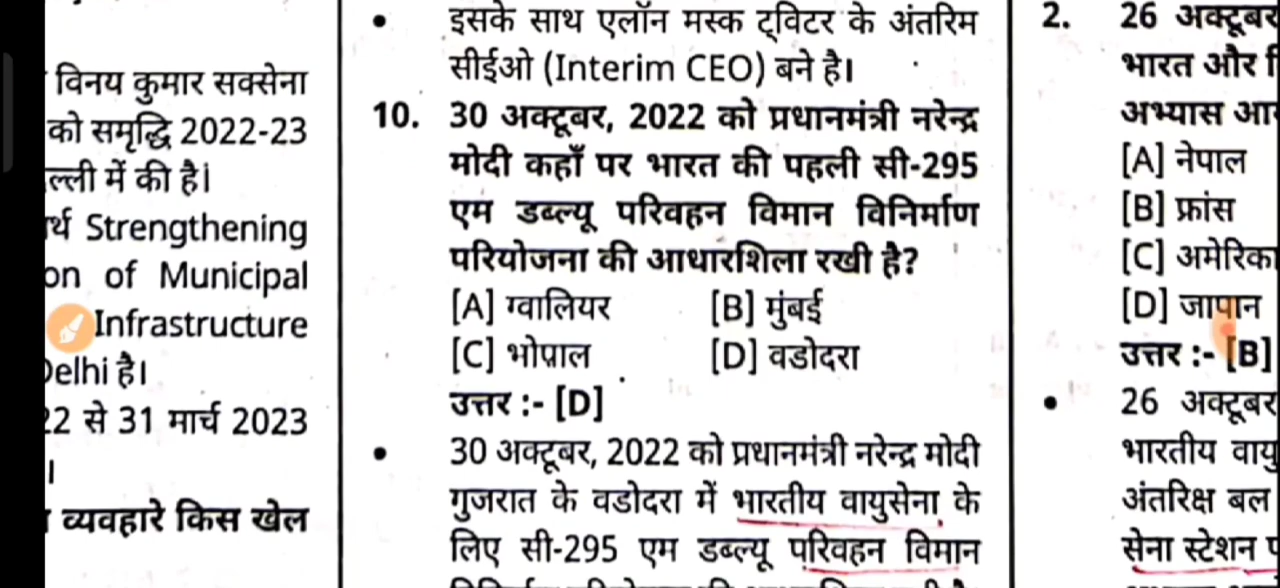 विनय कुमार सक्सेना
को समृद्धि 2022-23
ल्ली में की है।
र्थ Strengthening
on of Municipal
Infrastructure
Delhi है।
22 से 31 मार्च 2023
व्यवहारे किस खेल
• इसके साथ एलॉन मस्क ट्विटर के अंतरिम
सीईओ (Interim CEO) बने है।
10. 30 अक्टूबर, 2022 को प्रधानमंत्री नरेन्द्र
मोदी कहाँ पर भारत की पहली सी-295
एम डब्ल्यू परिवहन विमान विनिर्माण
परियोजना की आधारशिला रखी है?
[A] ग्वालियर [B] मुंबई
[C] भोपाल [D] वडोदरा
उत्तर :- [D]
• 30 अक्टूबर, 2022 को प्रधानमंत्री नरेन्द्र मोदी
गुजरात के वडोदरा में भारतीय वायुसेना के
लिए सी-295 एम डब्ल्यू परिवहन विमान
2. 26 अक्टूबर
भारत और
अभ्यास
[A] नेपाल
[B] फ्रांस
[C] अमेरिका
[D] जापान
उत्तर :- [B]
• 26 अक्टूबर
भारतीय वायु
अंतरिक्ष बल
सेना स्टेशन